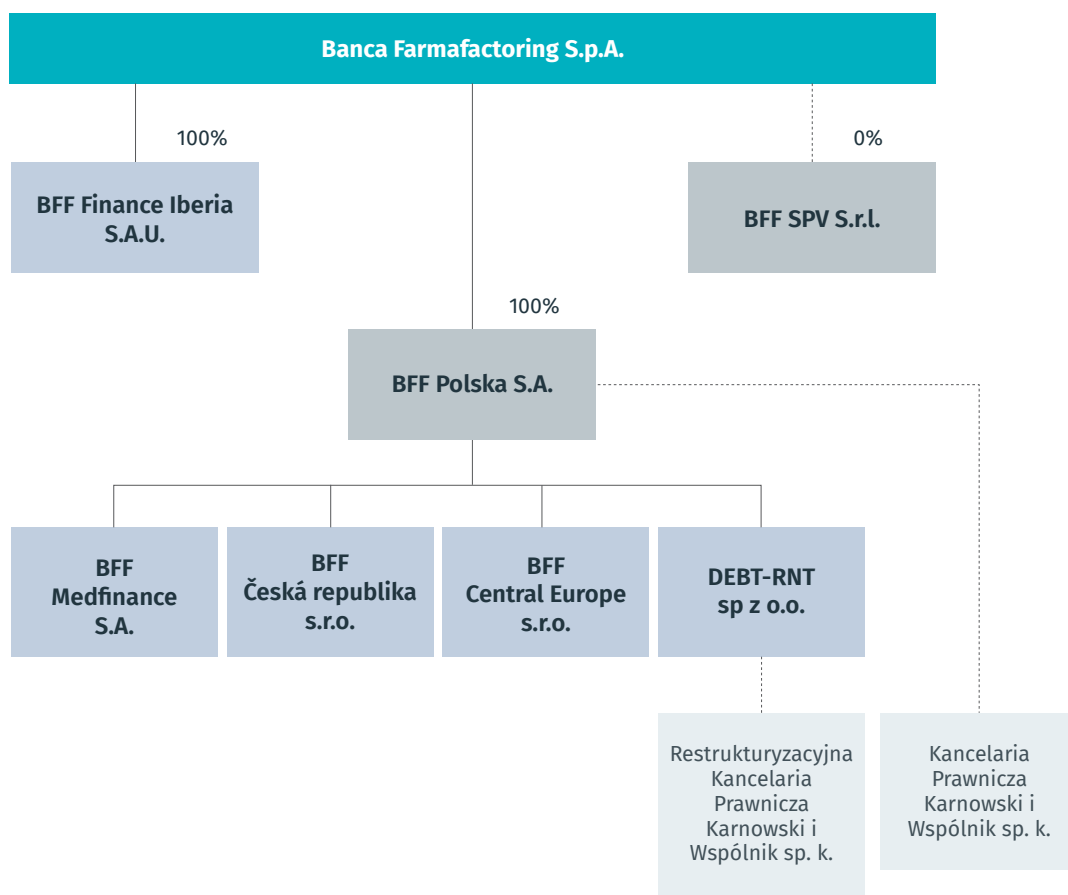 Banca Farmafactoring S.p.A.
100%
0%
BFF Finance Iberia
S.A.U.
BFF SPV S.r.l.
100%
BFF Polska S.A.
BFF
Medfinance
S.A.
BFF
Česká republika
s.r.o.
BFF
Central Europe
s.r.o.
DEBT-RNT
sp z o.o.
Restrukturyzacyjna
Kancelaria
Prawnicza
Karnowski i
Wspólnik sp. k.
Kancelaria
Prawnicza
Karnowski i
Wspólnik sp. k.